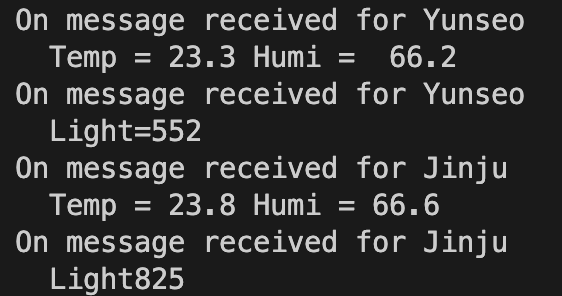 On message received for Yunseo
  Temp = 23.3 Humi =  66.2
On message received for Yunseo
  Light=552
On message received for Jinju
  Temp = 23.8 Humi = 66.6
On message received for Jinju
  Light825